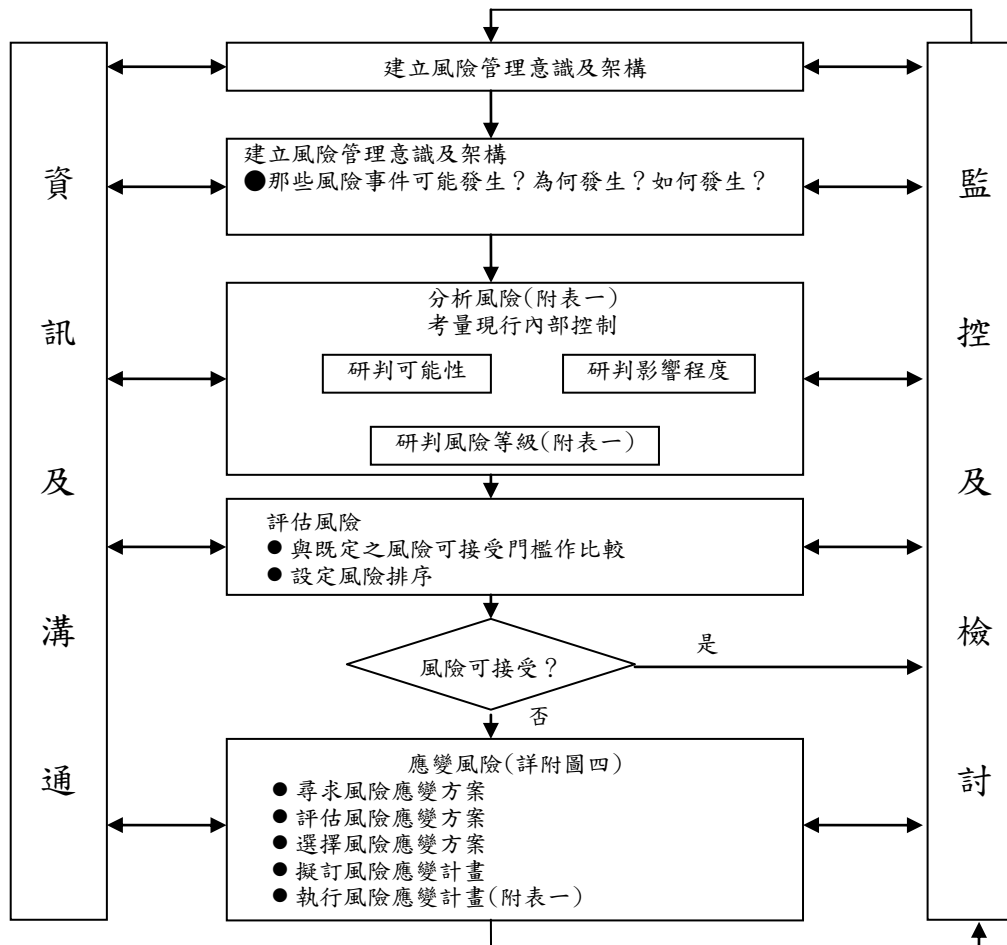 建立風險管理意識及架構
建立風險管理意識及架構
●那些風險事件可能發生？為何發生？如何發生？
分析風險(附表一)
考量現行內部控制
研判可能性
研判影響程度
研判風險等級(附表一)
評估風險
● 與既定之風險可接受門檻作比較
● 設定風險排序
風險可接受？
是
否
應變風險(詳附圖四)
● 尋求風險應變方案
● 評估風險應變方案
● 選擇風險應變方案
● 擬訂風險應變計畫
● 執行風險應變計畫(附表一)
資訊及溝通
監控及檢討